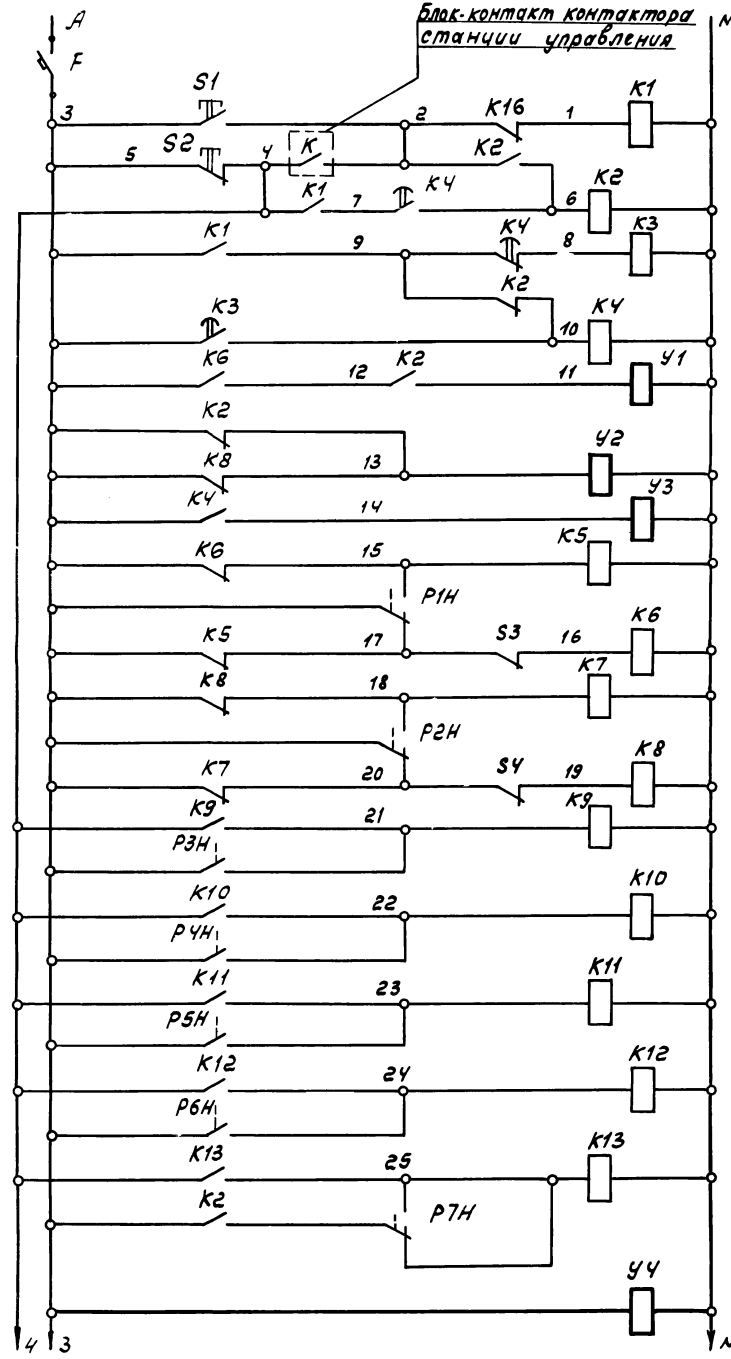 Блок-контакт контактора
станции управления
А
N
F
S1
K1
3
2
K16
1
S2
5
4
K
K2
K2
K1
7
K4
6
K1
9
K4
8
K3
K2
K3
10
K4
K6
12
K2
11
У1
K2
K8
13
У2
K4
14
У3
K6
15
K5
P1H
K5
17
S3
16
K6
K8
18
K7
P2H
K7
20
S4
19
K8
K9
21
K9
P3H
K10
22
K10
P4H
K11
23
K11
P5H
K12
24
K12
P6H
K13
25
K13
K2
P7H
У4
4
3
N